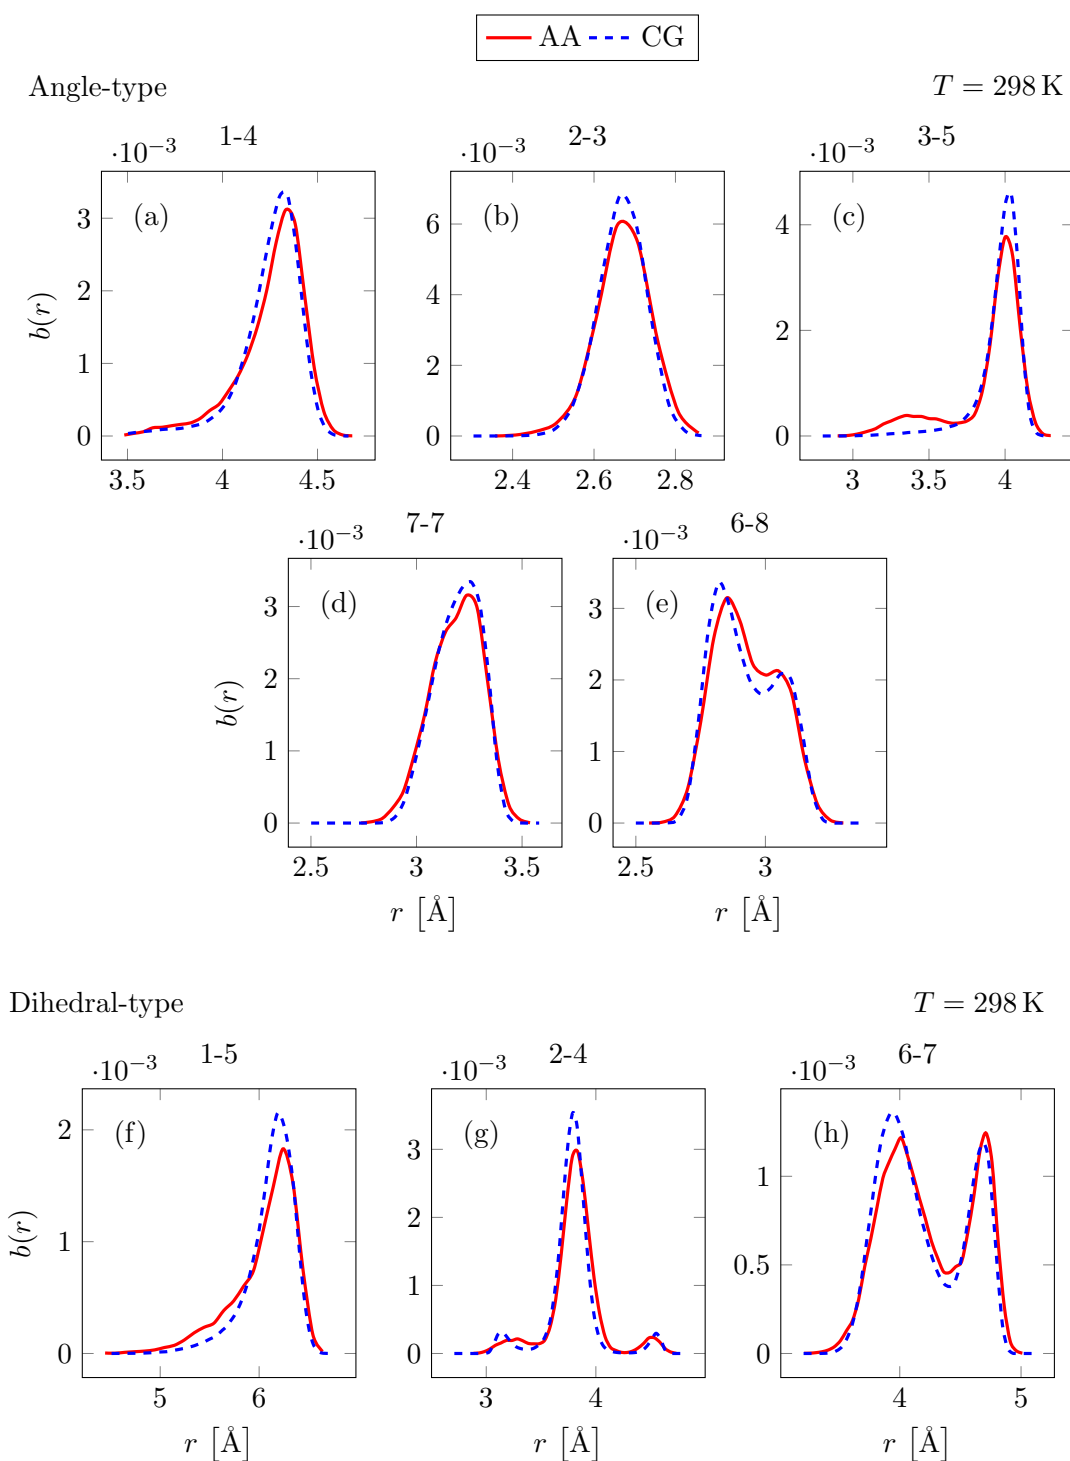 AA CG
Angle-type T = 298 K
·10⁻³ 1-4 ·10⁻³ 2-3 ·10⁻³ 3-5
(a) (b) (c)
b(r)
0 1 2 3
3.5 4 4.5
0 2 4 6
2.4 2.6 2.8
0 2 4
3 3.5 4
·10⁻³ 7-7 ·10⁻³ 6-8
(d) (e)
b(r)
0 1 2 3
2.5 3 3.5
0 1 2 3
2.5 3
r [Å] r [Å]
Dihedral-type T = 298 K
·10⁻³ 1-5 ·10⁻³ 2-4 ·10⁻³ 6-7
(f) (g) (h)
b(r)
0 1 2
5 6
0 1 2 3
3 4
0 0.5 1
4 5
r [Å] r [Å] r [Å]